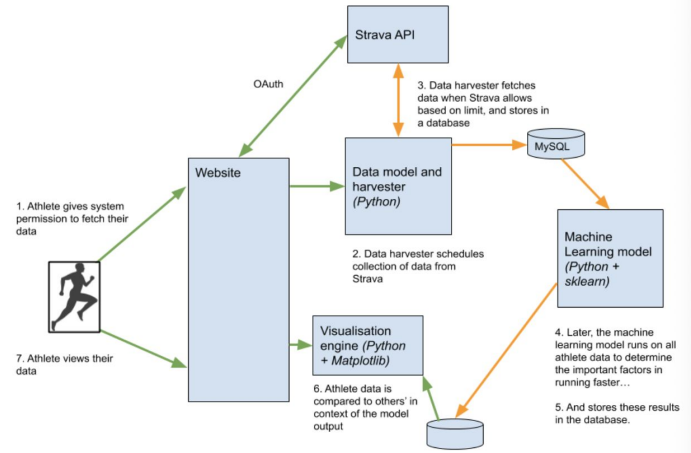 Strava API
OAuth
3. Data harvester fetches
data when Strava allows
based on limit, and stores in
a database
MySQL
Website
Data model and
harvester
(Python)
1. Athlete gives system
permission to fetch their
data
2. Data harvester schedules
collection of data from
Strava
Machine
Learning model
(Python +
sklearn)
Visualisation
engine (Python
+ Matplotlib)
7. Athlete views their
data
6. Athlete data is
compared to others' in
context of the model
output
4. Later, the machine
learning model runs on all
athlete data to determine
the important factors in
running faster…
5. And stores these results
in the database.